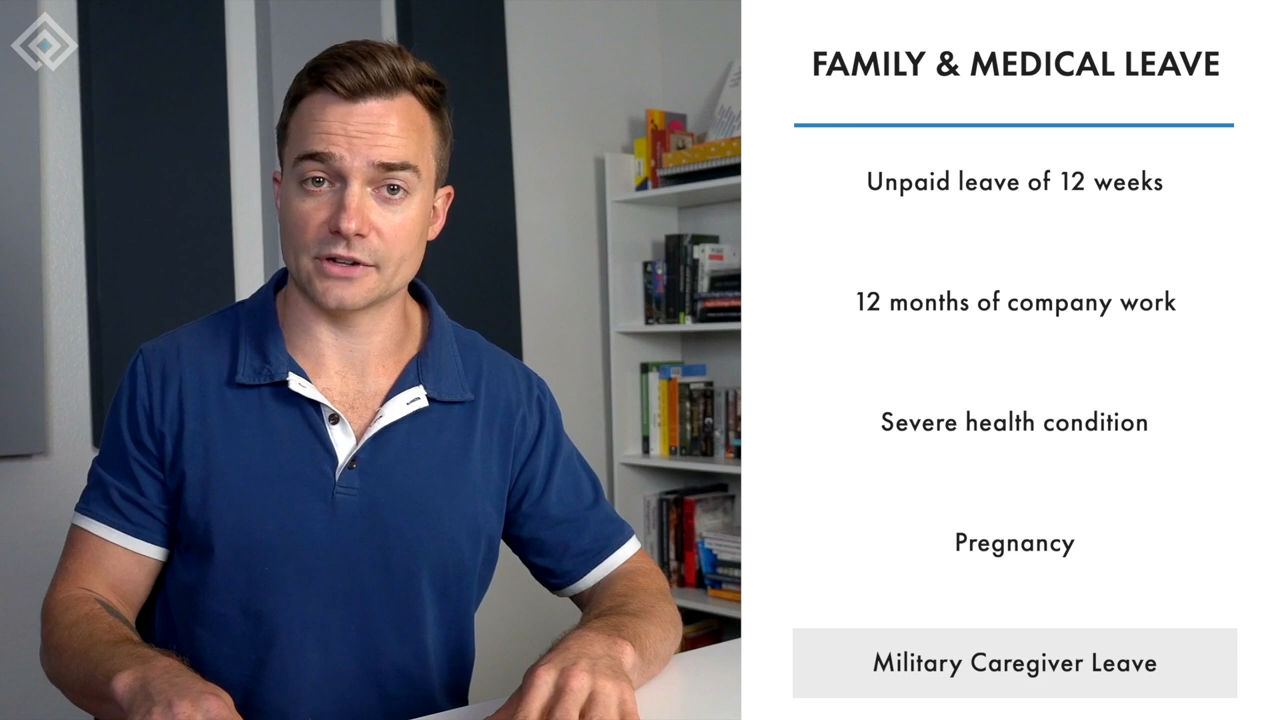 FAMILY & MEDICAL LEAVE
Unpaid leave of 12 weeks
12 months of company work
Severe health condition
Pregnancy
Military Caregiver Leave